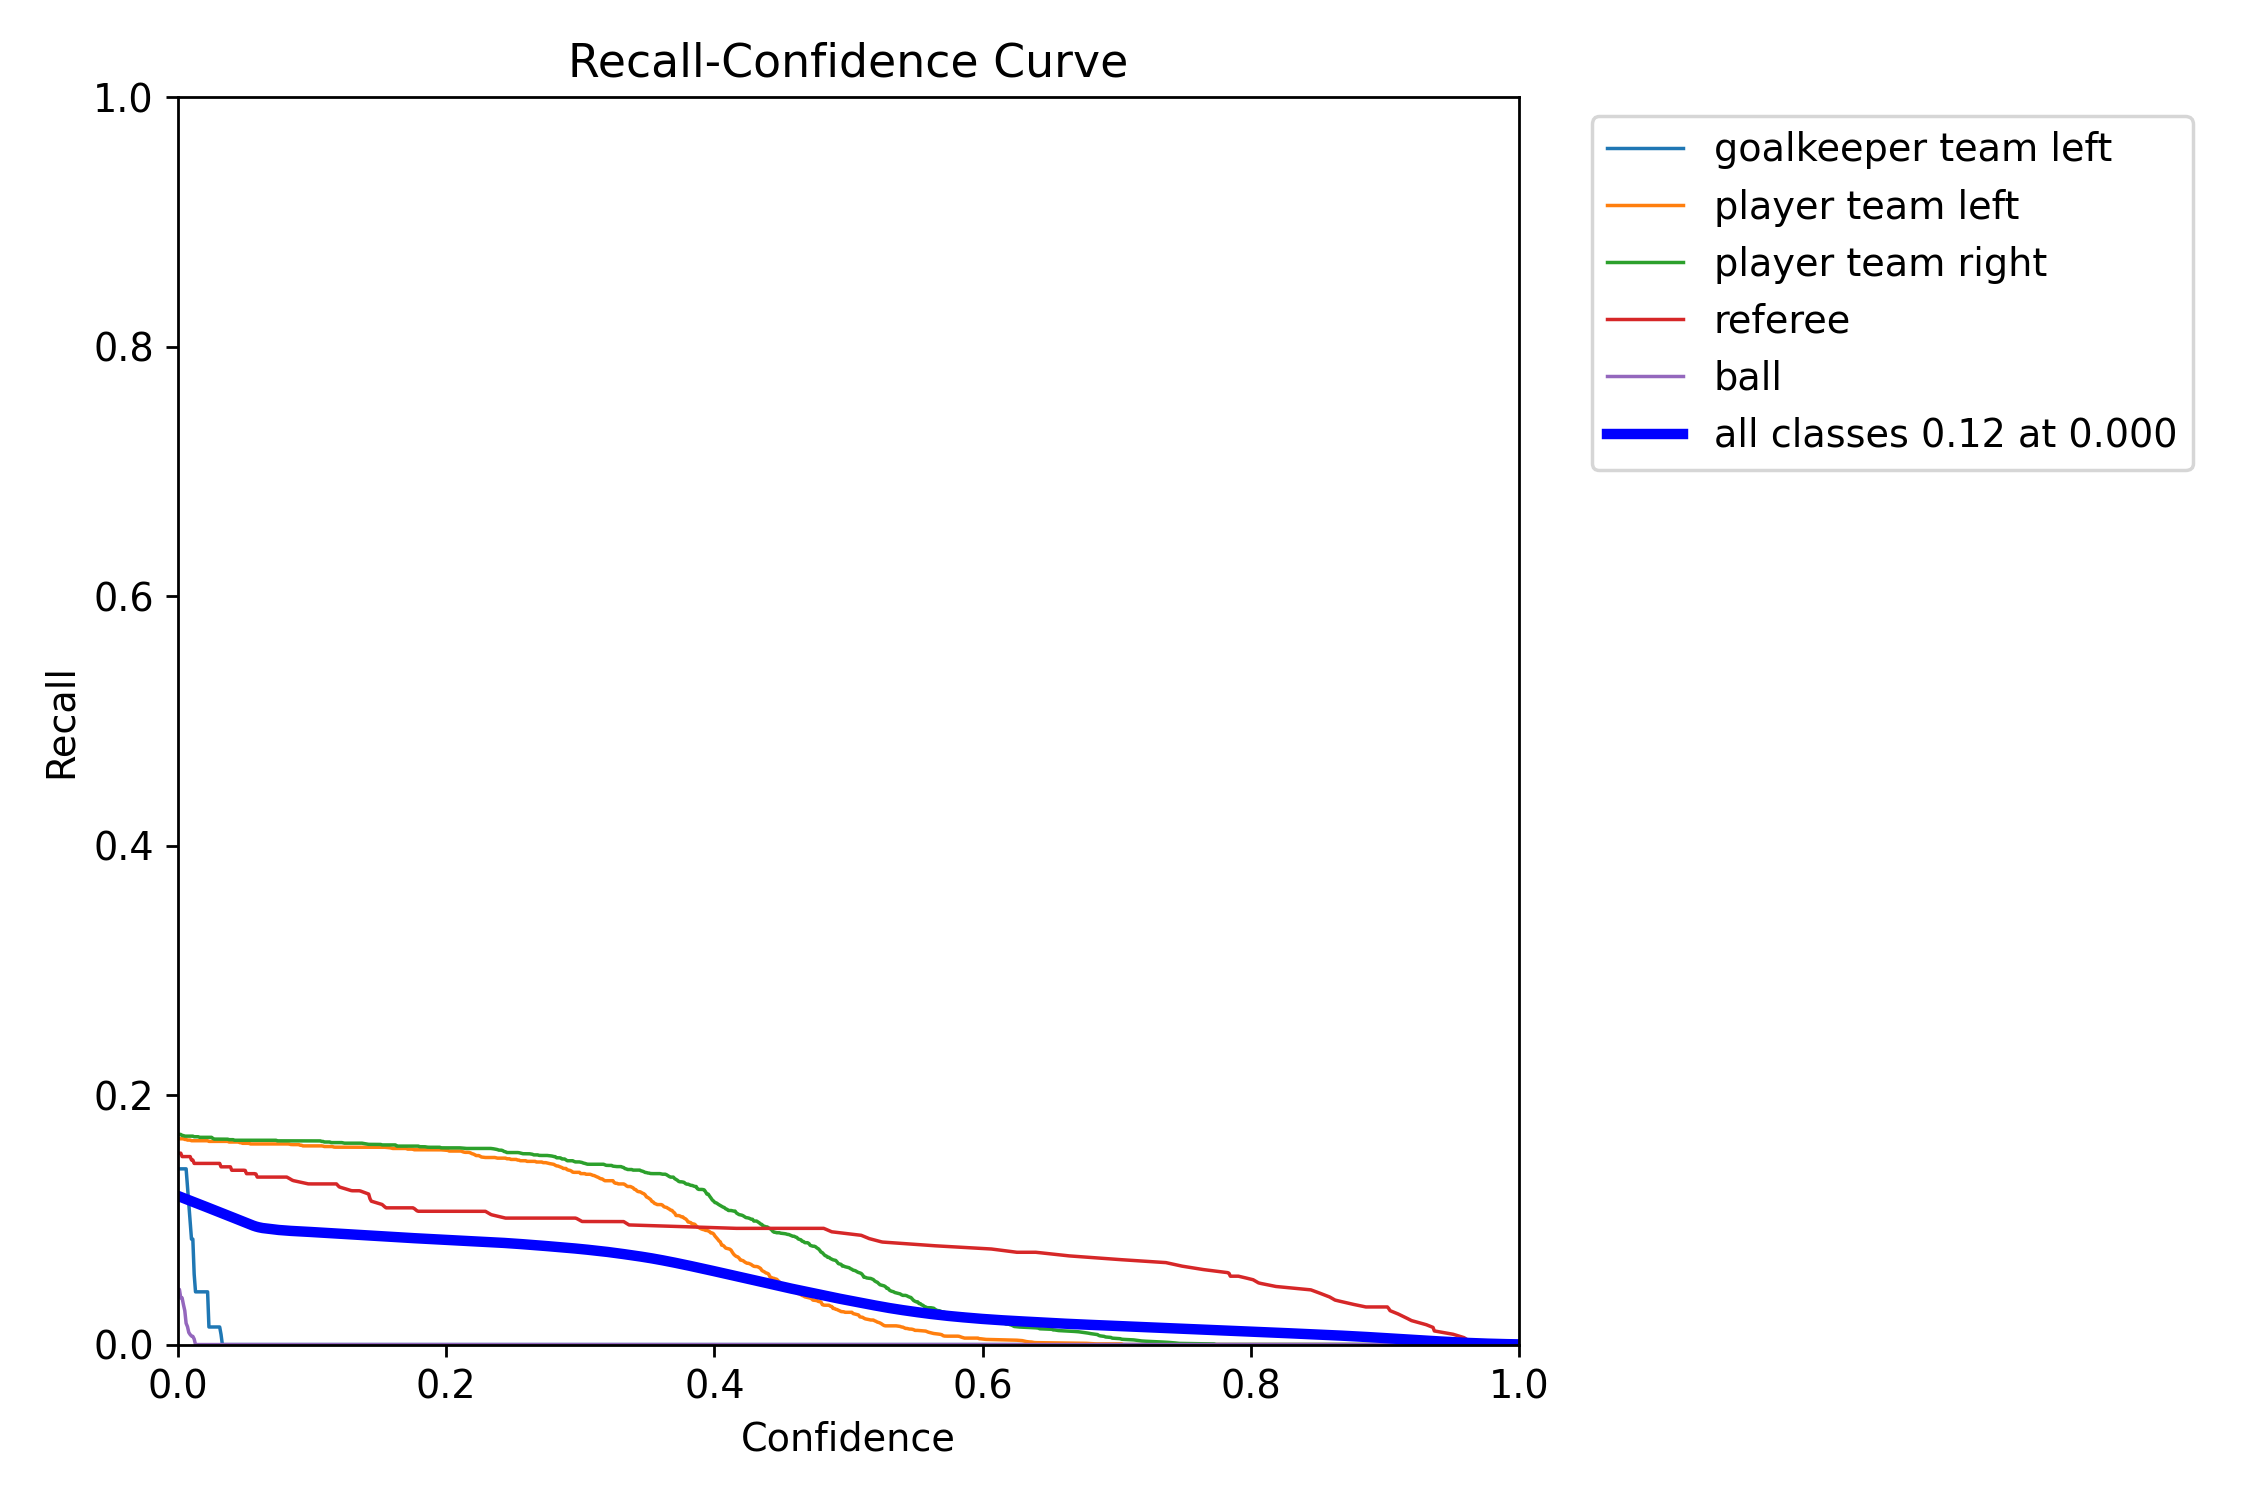 Recall-Confidence Curve
1.0
0.8
0.6
0.4
0.2
0.0
Recall
0.0 0.2 0.4 0.6 0.8 1.0
Confidence
goalkeeper team left
player team left
player team right
referee
ball
all classes 0.12 at 0.000